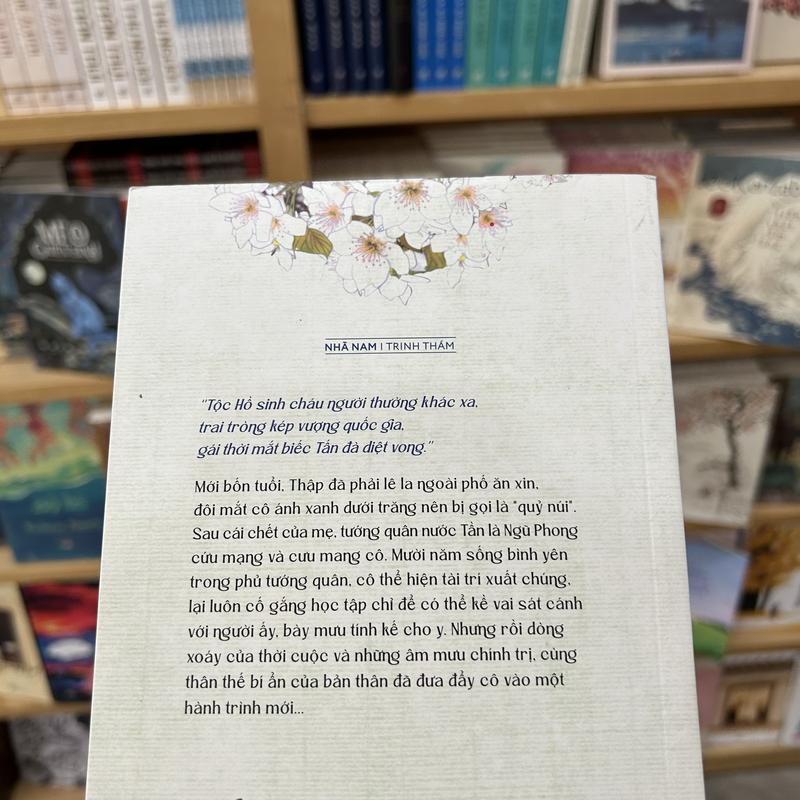 NHÃ NAM | TRINH THÁM
"Tộc Hồ sinh cháu người thường khác xa,
trai tròng kép vượng quốc gia,
gái thời mắt biếc Tấn đà diệt vong."
Mới bốn tuổi, Thập đã phải lê la ngoài phố ăn xin,
đôi mắt cô ánh xanh dưới trăng nên bị gọi là "quỷ núi".
Sau cái chết của mẹ, tướng quân nước Tần là Ngũ Phong
cứu mạng và cưu mang cô. Mười năm sống bình yên
trong phủ tướng quân, cô thể hiện tài trí xuất chúng,
lại luôn cố gắng học tập chỉ để có thể kề vai sát cánh
với người ấy, bày mưu tính kế cho y. Nhưng rồi dòng
xoáy của thời cuộc và những âm mưu chính trị, cùng
thân thế bí ẩn của bản thân đã đưa đẩy cô vào một
hành trình mới...
MÈO